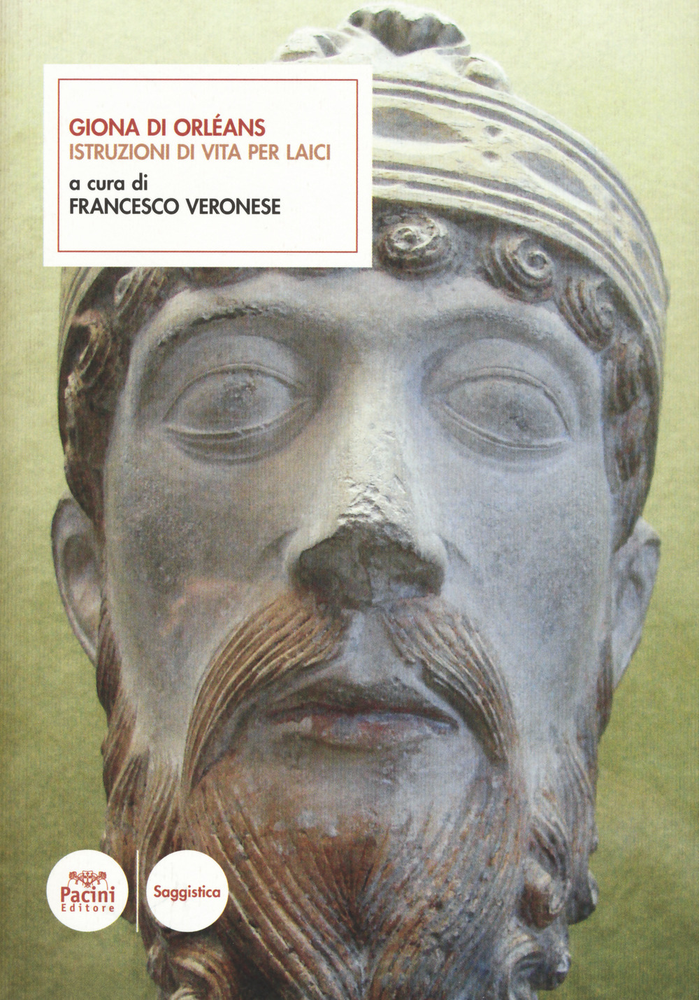 GIONA DI ORLÉANS
ISTRUZIONI DI VITA PER LAICI
a cura di
FRANCESCO VERONESE
Pacini
Editore
Saggistica